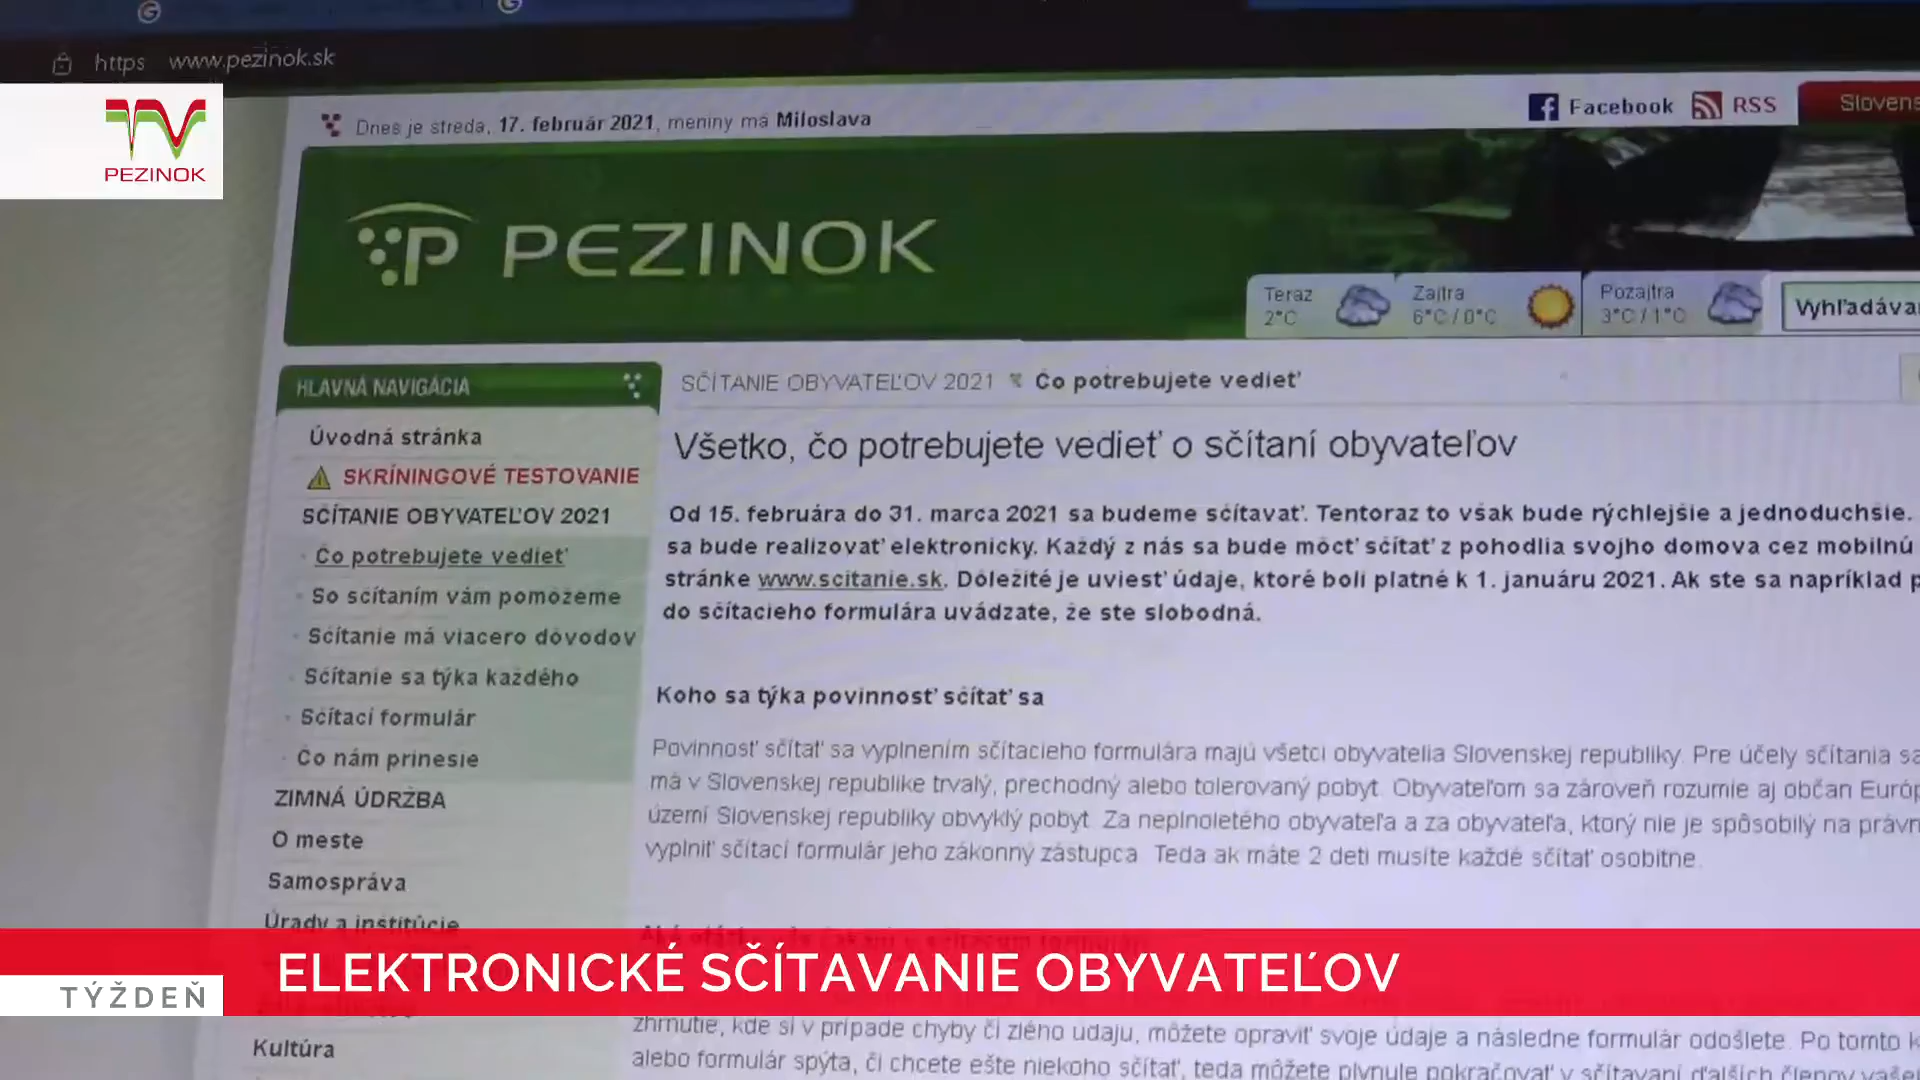 https www.pezinok.sk
TV
PEZINOK
Dnes je streda, 17. február 2021, meniny má Miloslava
Facebook
RSS
PEZINOK
Teraz
2°C
Zajtra
6°C / 0°C
Pozajtra
3°C / 1°C
HLAVNÁ NAVIGÁCIA
Úvodná stránka
SKRÍNINGOVÉ TESTOVANIE
SČÍTANIE OBYVATEĽOV 2021
Čo potrebujete vedieť
So sčítaním vám pomôžeme
Sčítanie má viacero dôvodov
Sčítanie sa týka každého
Sčítací formulár
Čo nám prinesie
ZIMNÁ ÚDRŽBA
O meste
Samospráva
Úrady a inštitúcie
Kultúra
SČÍTANIE OBYVATEĽOV 2021 Čo potrebujete vedieť
Všetko, čo potrebujete vedieť o sčítaní obyvateľov
Od 15. februára do 31. marca 2021 sa budeme sčítavať. Tentoraz to však bude rýchlejšie a jednoduchšie.
sa bude realizovať elektronicky. Každý z nás sa bude môcť sčítať z pohodlia svojho domova cez mobilnú
stránke www.scitanie.sk. Dôležité je uviesť údaje, ktoré boli platné k 1. januáru 2021. Ak ste sa napríklad
do sčítacieho formulára uvádzate, že ste slobodná.
Koho sa týka povinnosť sčítať sa
Povinnosť sčítať sa vyplnením sčítacieho formulára majú všetci obyvatelia Slovenskej republiky. Pre účely sčítania
má v Slovenskej republike trvalý, prechodný alebo tolerovaný pobyt. Obyvateľom sa zároveň rozumie aj občan
území Slovenskej republiky obvyklý pobyt. Za neplnoletého obyvateľa a za obyvateľa, ktorý nie je spôsobilý na
vyplniť sčítací formulár jeho zákonný zástupca. Teda ak máte 2 deti musíte každé sčítať osobitne.
ELEKTRONICKÉ SČÍTAVANIE OBYVATEĽOV
TÝŽDEŇ
zhrnutie, kde si v prípade chyby či zlého údaju, môžete opraviť svoje údaje a následne formulár odošlete. Po tomto
alebo formulár spýta, či chcete ešte niekoho sčítať, teda môžete plynule pokračovať v sčítavaní ďalších členov